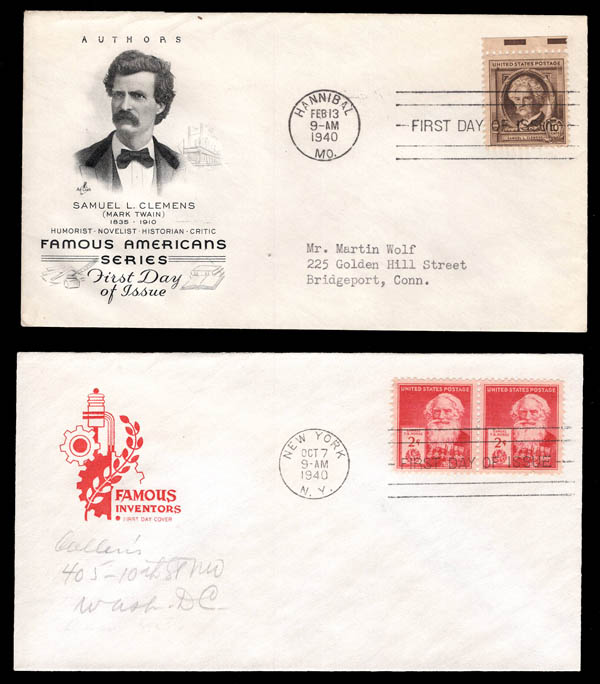 AUTHORS
SAMUEL L. CLEMENS
(MARK TWAIN)
1835 · 1910
HUMORIST · NOVELIST · HISTORIAN · CRITIC
FAMOUS AMERICANS
SERIES
First Day
of Issue
HANNIBAL
FEB 13
9-AM
1940
MO.
FIRST DAY OF ISSUE
UNITED STATES POSTAGE
SAMUEL L. CLEMENS
Mr. Martin Wolf
225 Golden Hill Street
Bridgeport, Conn.
FAMOUS
INVENTORS
FIRST DAY COVER
NEW YORK
OCT 7
9-AM
1940
N. Y.
UNITED STATES POSTAGE
2¢
UNITED STATES POSTAGE
2¢
FIRST DAY OF ISSUE
405-10th St NW
Wash. DC